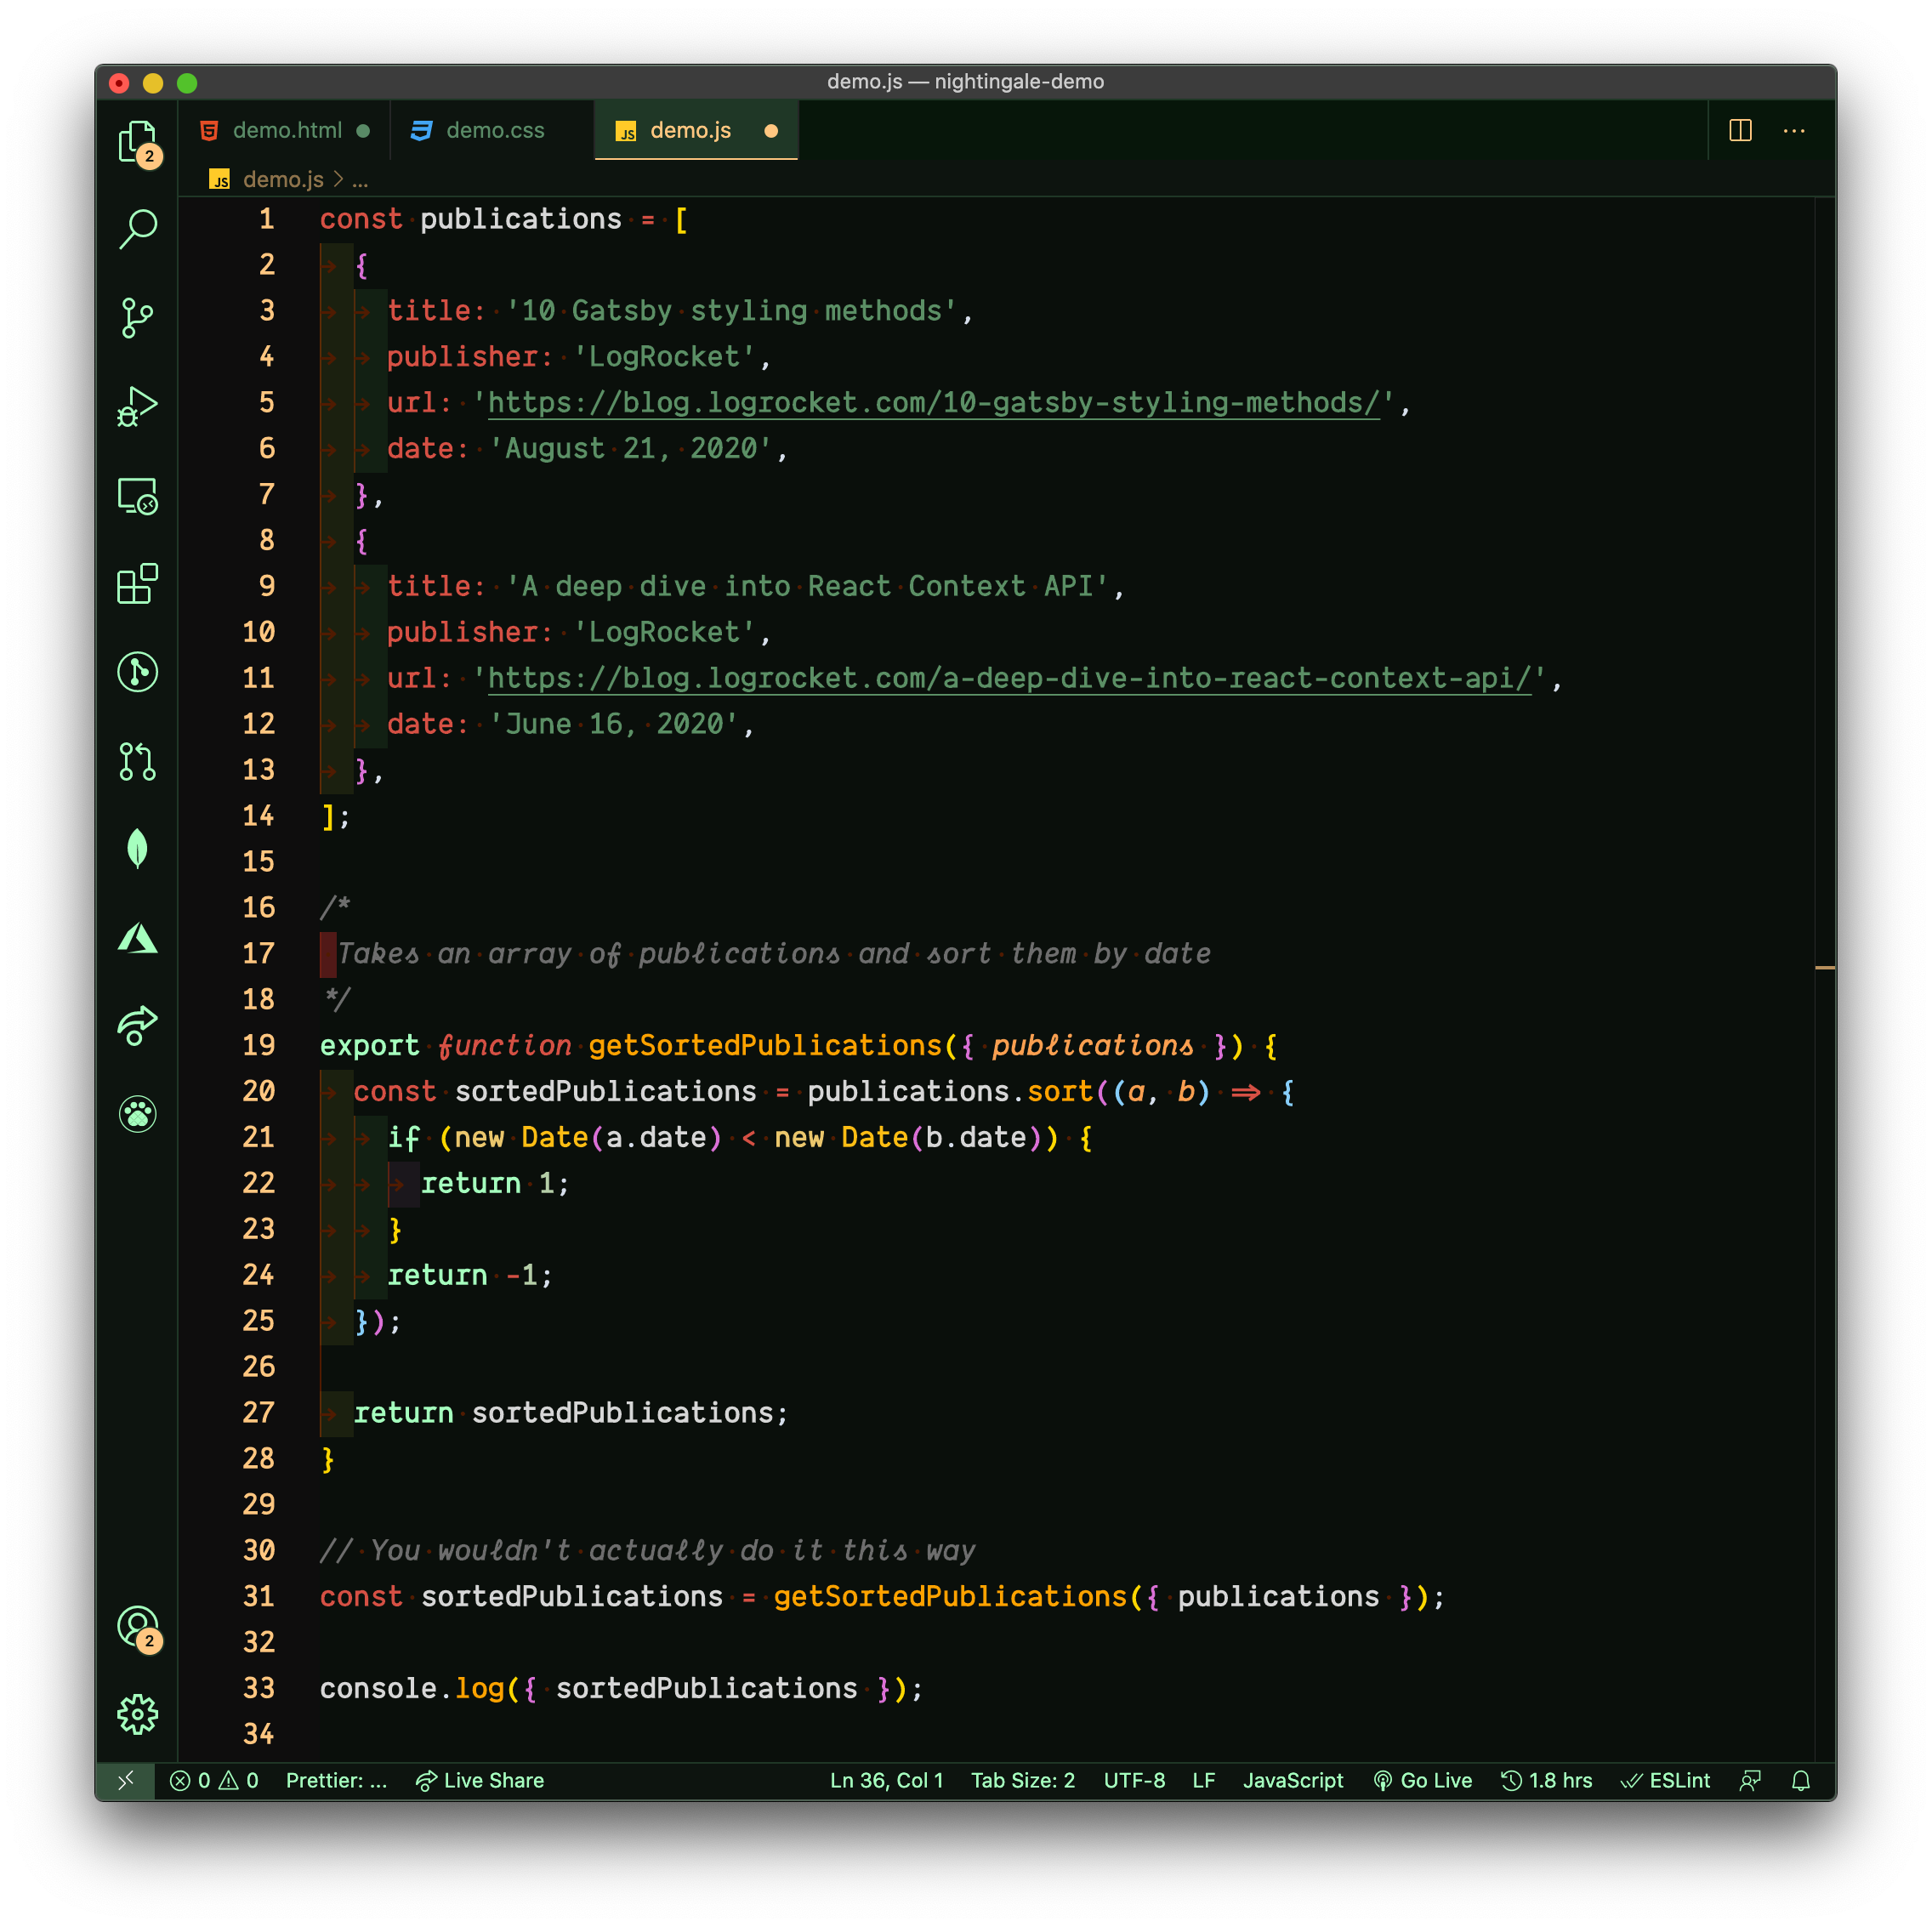 demo.js — nightingale-demo
demo.html demo.css JS demo.js
2
JS demo.js > ...
1 const publications = [
2 {
3 title: '10 Gatsby styling methods',
4 publisher: 'LogRocket',
5 url: 'https://blog.logrocket.com/10-gatsby-styling-methods/',
6 date: 'August 21, 2020',
7 },
8 {
9 title: 'A deep dive into React Context API',
10 publisher: 'LogRocket',
11 url: 'https://blog.logrocket.com/a-deep-dive-into-react-context-api/',
12 date: 'June 16, 2020',
13 },
14 ];
15
16 /*
17 Takes an array of publications and sort them by date
18 */
19 export function getSortedPublications({ publications }) {
20 const sortedPublications = publications.sort((a, b) => {
21 if (new Date(a.date) < new Date(b.date)) {
22 return 1;
23 }
24 return -1;
25 });
26
27 return sortedPublications;
28 }
29
30 // You wouldn't actually do it this way
31 const sortedPublications = getSortedPublications({ publications });
32
2
33 console.log({ sortedPublications });
34
0 0 Prettier: ... Live Share Ln 36, Col 1 Tab Size: 2 UTF-8 LF JavaScript Go Live 1.8 hrs ESLint